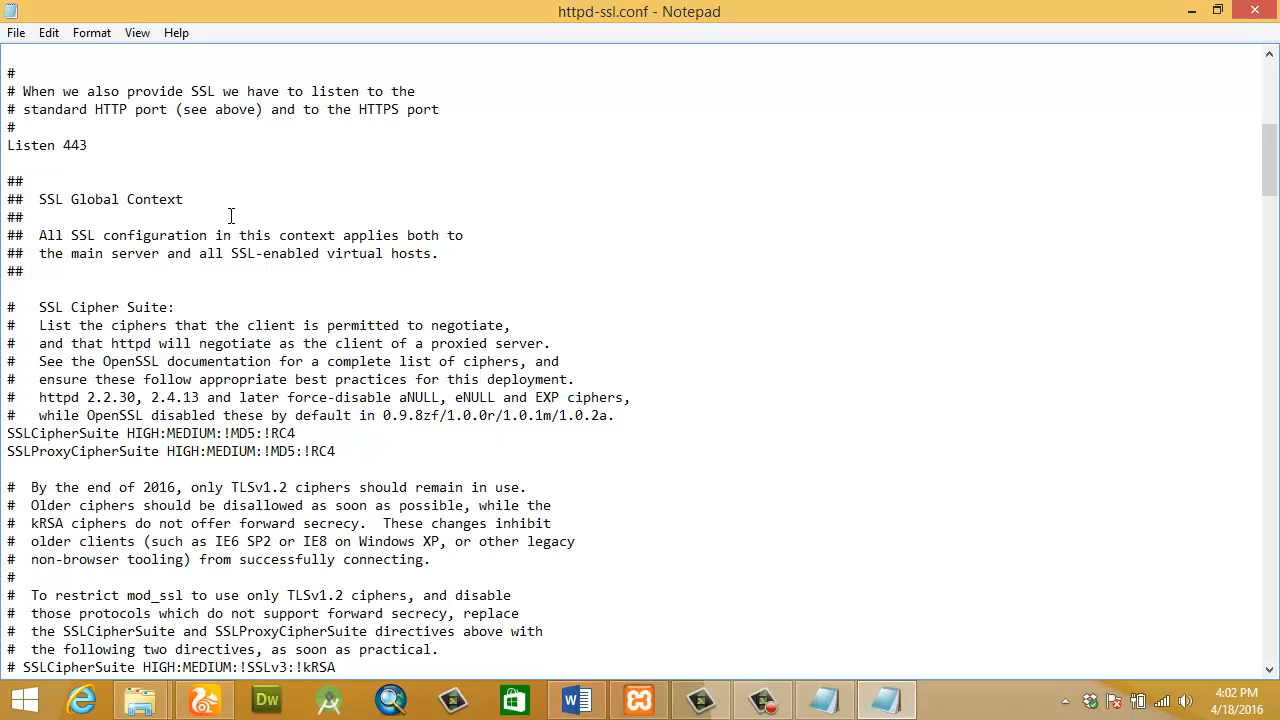 httpd-ssl.conf - Notepad
File Edit Format View Help
#
# When we also provide SSL we have to listen to the
# standard HTTP port (see above) and to the HTTPS port
#
Listen 443
##
##  SSL Global Context
##
##  All SSL configuration in this context applies both to
##  the main server and all SSL-enabled virtual hosts.
##
#   SSL Cipher Suite:
#   List the ciphers that the client is permitted to negotiate,
#   and that httpd will negotiate as the client of a proxied server.
#   See the OpenSSL documentation for a complete list of ciphers, and
#   ensure these follow appropriate best practices for this deployment.
#   httpd 2.2.30, 2.4.13 and later force-disable aNULL, eNULL and EXP ciphers,
#   while OpenSSL disabled these by default in 0.9.8zf/1.0.0r/1.0.1m/1.0.2a.
SSLCipherSuite HIGH:MEDIUM:!MD5:!RC4
SSLProxyCipherSuite HIGH:MEDIUM:!MD5:!RC4
#  By the end of 2016, only TLSv1.2 ciphers should remain in use.
#  Older ciphers should be disallowed as soon as possible, while the
#  kRSA ciphers do not offer forward secrecy.  These changes inhibit
#  older clients (such as IE6 SP2 or IE8 on Windows XP, or other legacy
#  non-browser tooling) from successfully connecting.
#
#  To restrict mod_ssl to use only TLSv1.2 ciphers, and disable
#  those protocols which do not support forward secrecy, replace
#  the SSLCipherSuite and SSLProxyCipherSuite directives above with
#  the following two directives, as soon as practical.
# SSLCipherSuite HIGH:MEDIUM:!SSLv3:!kRSA
Dw
4:02 PM
4/18/2016